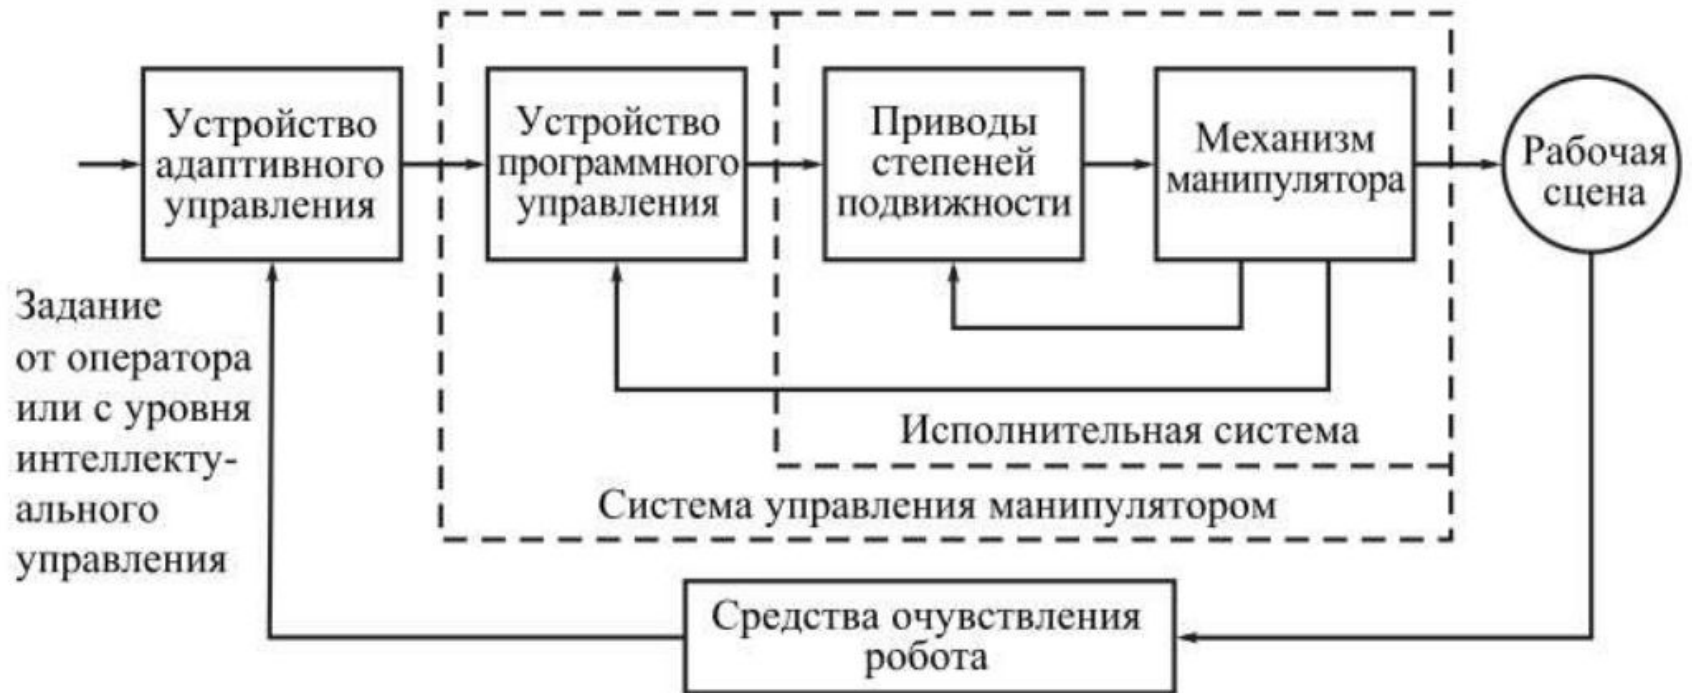 Устройство
адаптивного
управления
Устройство
программного
управления
Приводы
степеней
подвижности
Механизм
манипулятора
Рабочая
сцена
Задание
от оператора
или с уровня
интеллекту-
ального
управления
Исполнительная система
Система управления манипулятором
Средства очувствления
робота